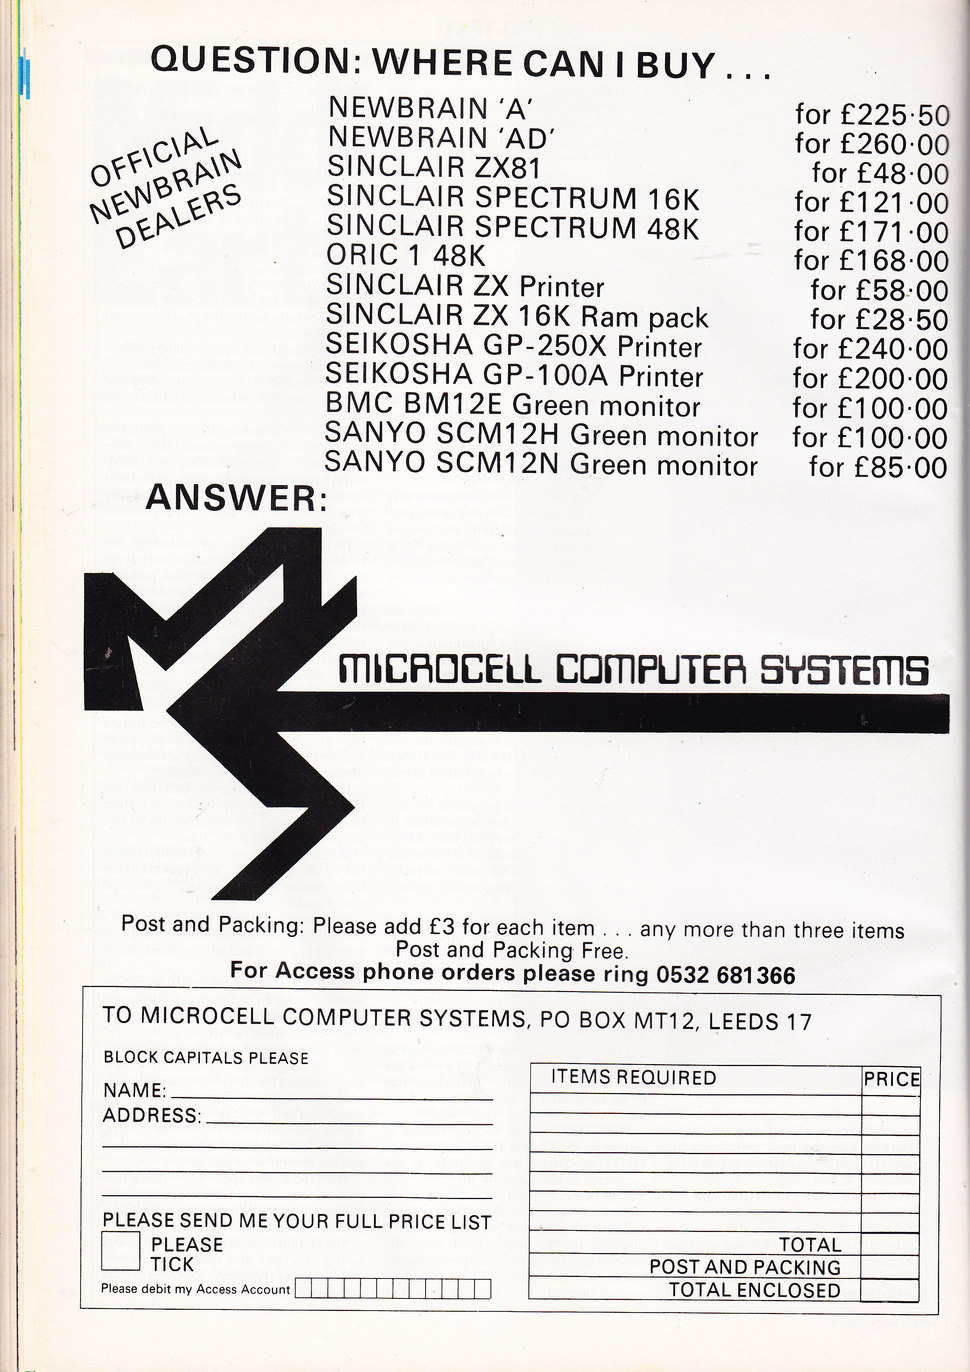 QUESTION: WHERE CAN I BUY . . .
OFFICIAL
NEWBRAIN
DEALERS
NEWBRAIN 'A' for £225·50
NEWBRAIN 'AD' for £260·00
SINCLAIR ZX81 for £48·00
SINCLAIR SPECTRUM 16K for £121·00
SINCLAIR SPECTRUM 48K for £171·00
ORIC 1 48K for £168·00
SINCLAIR ZX Printer for £58·00
SINCLAIR ZX 16K Ram pack for £28·50
SEIKOSHA GP-250X Printer for £240·00
SEIKOSHA GP-100A Printer for £200·00
BMC BM12E Green monitor for £100·00
SANYO SCM12H Green monitor for £100·00
SANYO SCM12N Green monitor for £85·00
ANSWER:
MICROCELL COMPUTER SYSTEMS
Post and Packing: Please add £3 for each item . . . any more than three items
Post and Packing Free.
For Access phone orders please ring 0532 681366
TO MICROCELL COMPUTER SYSTEMS, PO BOX MT12, LEEDS 17
BLOCK CAPITALS PLEASE
NAME:
ADDRESS:
PLEASE SEND ME YOUR FULL PRICE LIST
PLEASE
TICK
Please debit my Access Account
ITEMS REQUIRED PRICE
TOTAL
POST AND PACKING
TOTAL ENCLOSED